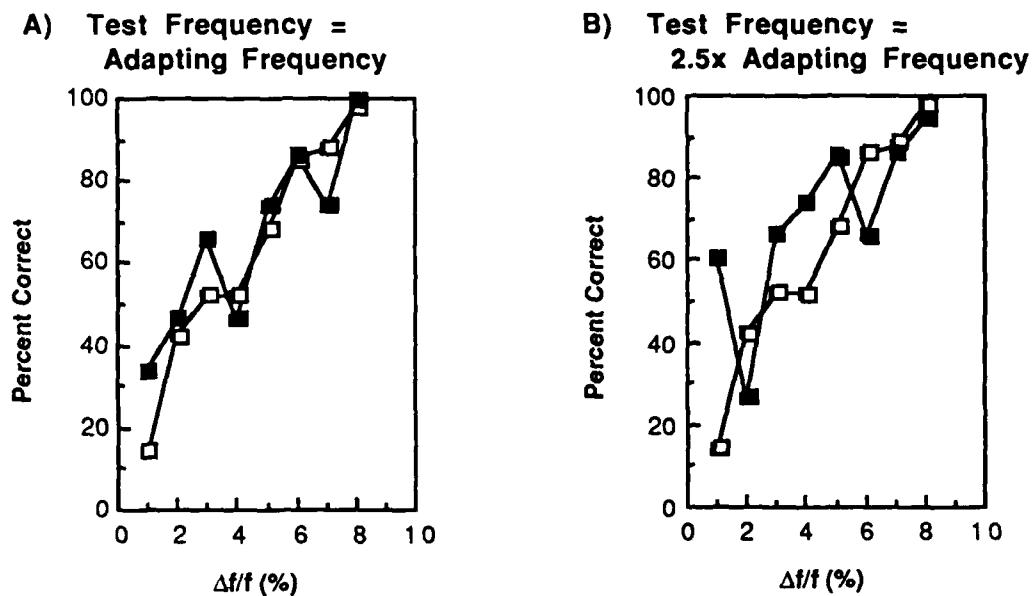 A) Test Frequency =
Adapting Frequency
100
80
60
40
20
0
Percent Correct
0 2 4 6 8 10
Δf/f (%)
B) Test Frequency =
2.5x Adapting Frequency
100
80
60
40
20
0
Percent Correct
0 2 4 6 8 10
Δf/f (%)